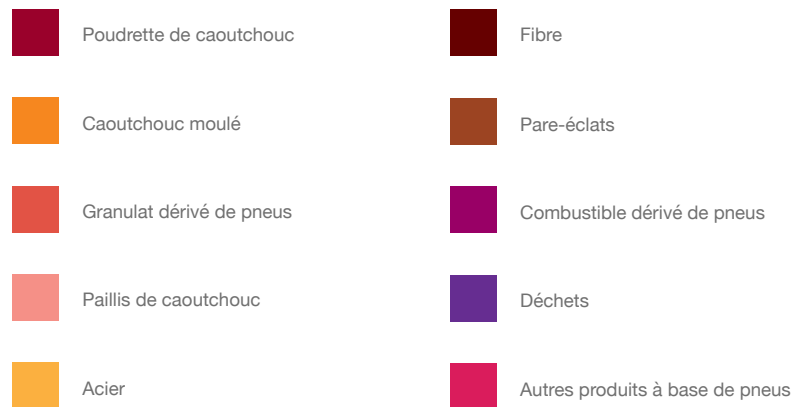 Poudrette de caoutchouc
Caoutchouc moulé
Granulat dérivé de pneus
Paillis de caoutchouc
Acier
Fibre
Pare-éclats
Combustible dérivé de pneus
Déchets
Autres produits à base de pneus